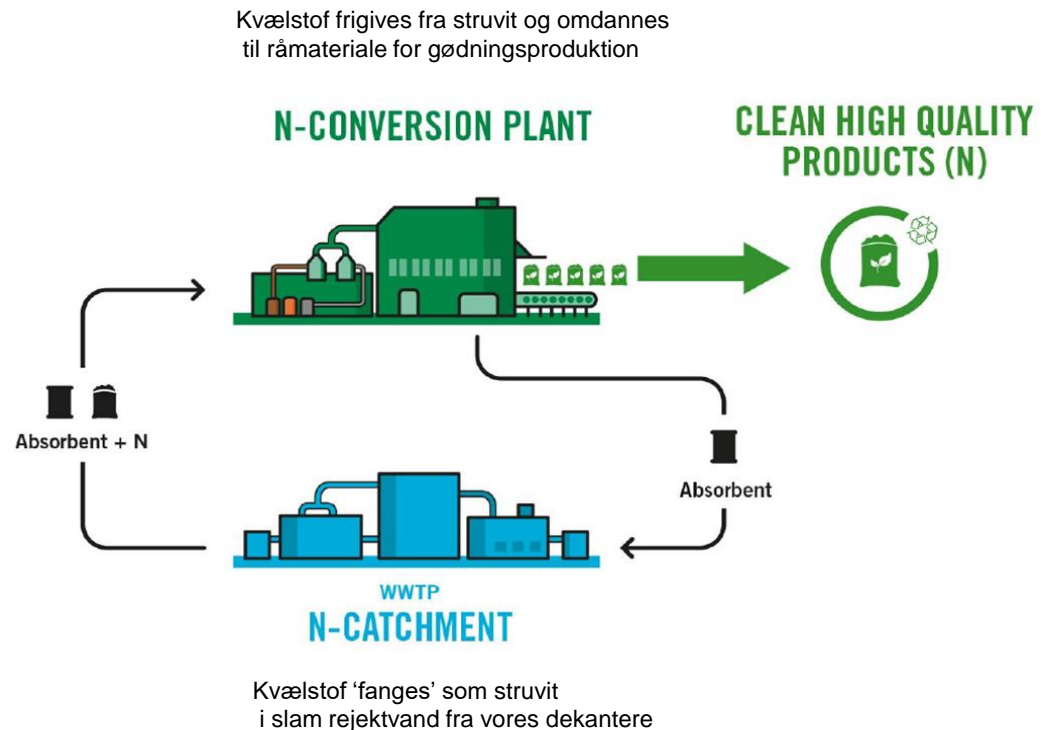 Kvælstof frigives fra struvit og omdannes
til råmateriale for gødningsproduktion
N-CONVERSION PLANT
CLEAN HIGH QUALITY
PRODUCTS (N)
Absorbent + N
Absorbent
WWTP
N-CATCHMENT
Kvælstof ‘fanges’ som struvit
i slam rejektvand fra vores dekantere